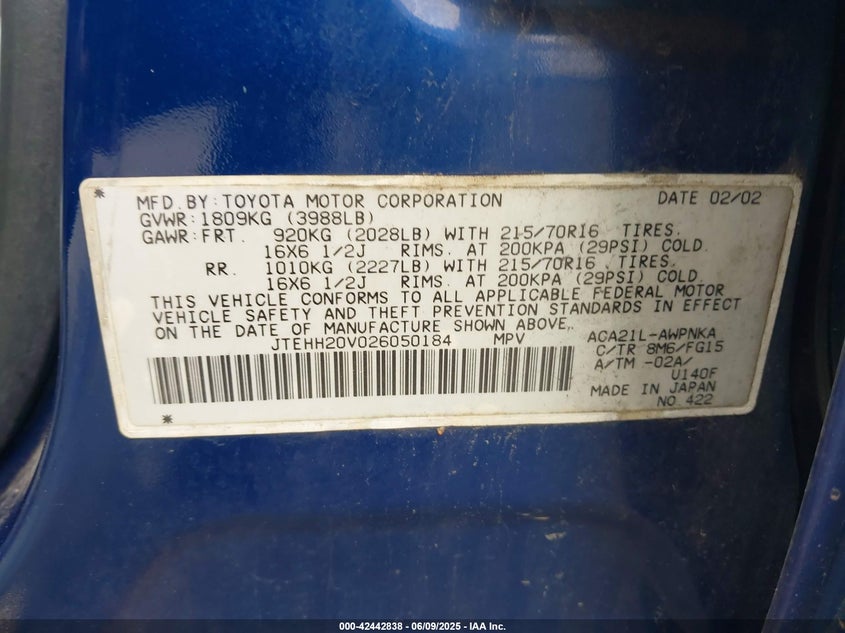 MFD. BY: TOYOTA MOTOR CORPORATION DATE 02/02
GVWR: 1809KG (3988LB)
GAWR: FRT. 920KG (2028LB) WITH 215/70R16 TIRES.
16X6 1/2J RIMS. AT 200KPA (29PSI) COLD.
RR. 1010KG (2227LB) WITH 215/70R16 TIRES.
16X6 1/2J RIMS. AT 200KPA (29PSI) COLD.
THIS VEHICLE CONFORMS TO ALL APPLICABLE FEDERAL MOTOR
VEHICLE SAFETY AND THEFT PREVENTION STANDARDS IN EFFECT
ON THE DATE OF MANUFACTURE SHOWN ABOVE.
JTEHH20V026050184 MPV ACA21L-AWPNKA
C/TR 8M6/FG15
A/TM -02A/
U140F
MADE IN JAPAN
NO. 422
000-42442838 - 06/09/2025 - IAA Inc.